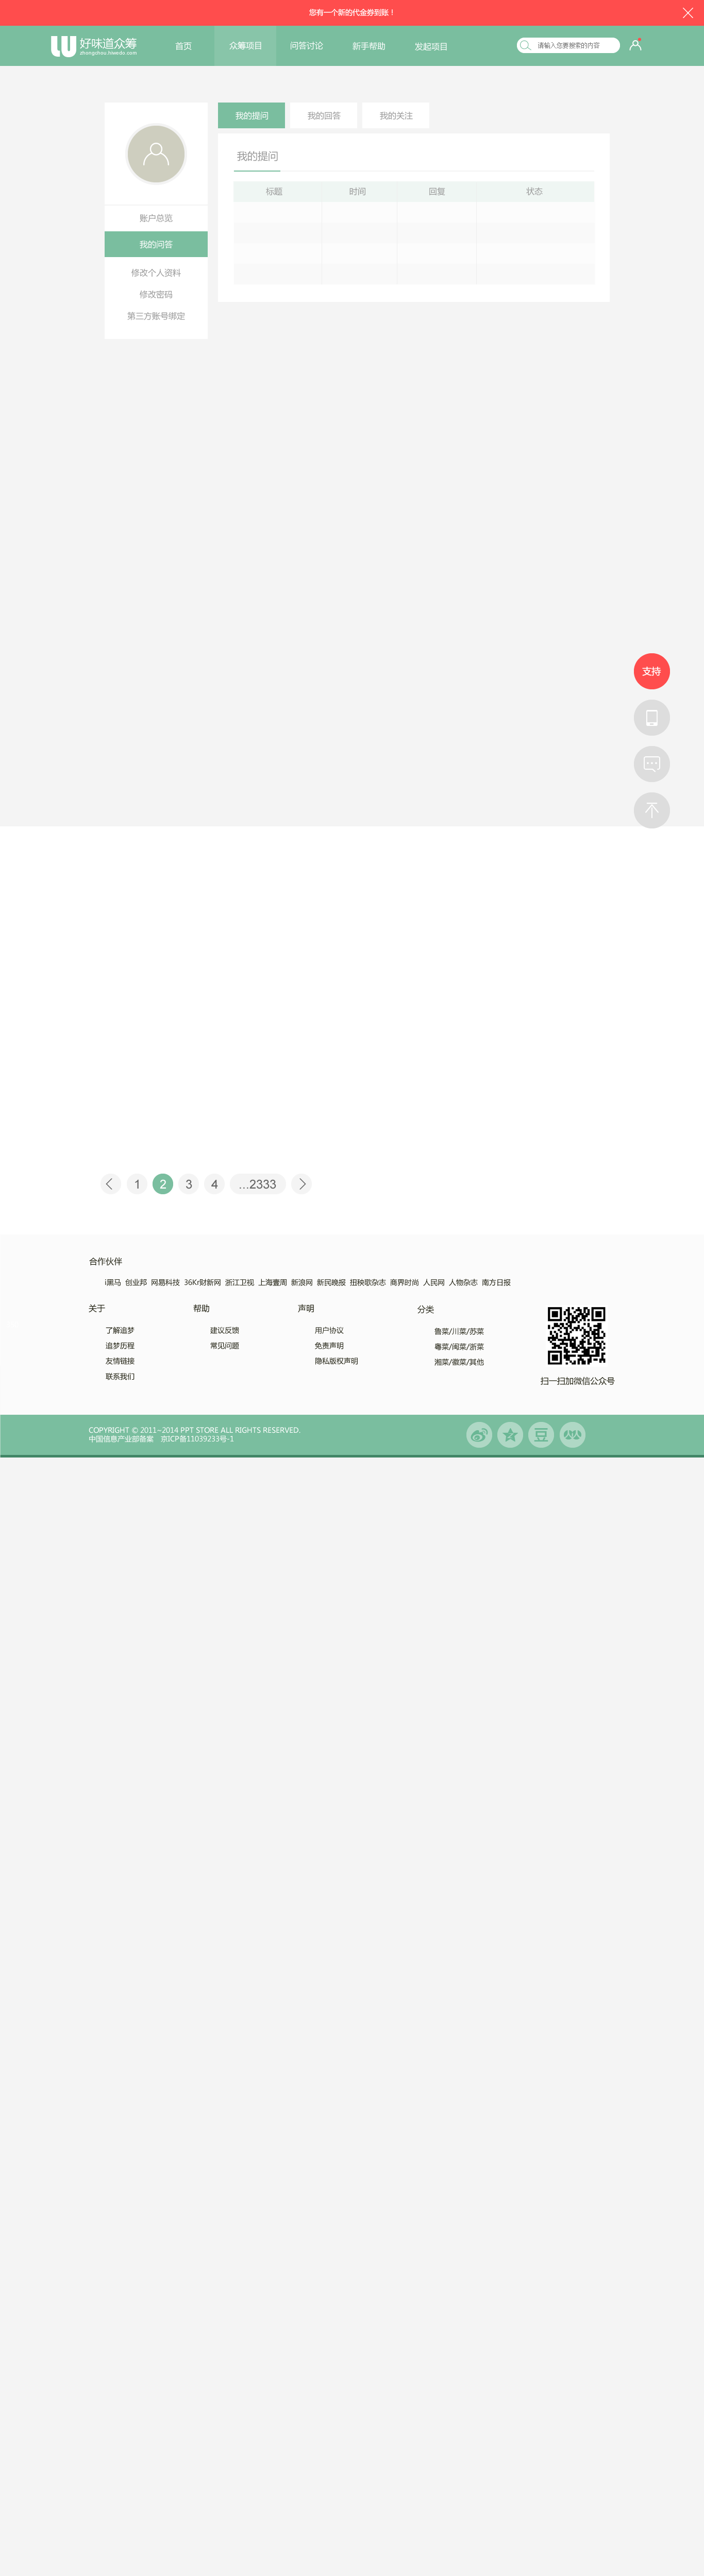 您有一个新的代金券到账！
好味道众筹
zhongchou.towedo.com
首页 众筹项目 问答讨论 新手帮助 发起项目
请输入您要搜索的内容
我的提问 我的回答 我的关注
我的提问
标题 时间 回复 状态
账户总览
我的问答
修改个人资料
修改密码
第三方账号绑定
支持
1 2 3 4 ...2333
合作伙伴
i黑马 创业邦 网易科技 36Kr财新网 浙江卫视 上海壹周 新浪网 新民晚报 扭秧歌杂志 商界时尚 人民网 人物杂志 南方日报
关于
了解追梦
追梦历程
友情链接
联系我们
帮助
建议反馈
常见问题
声明
用户协议
免责声明
隐私版权声明
分类
鲁菜/川菜/苏菜
粤菜/闽菜/浙菜
湘菜/徽菜/其他
扫一扫加微信公众号
COPYRIGHT © 2011~2014 PPT STORE ALL RIGHTS RESERVED.
中国信息产业部备案 京ICP备11039233号-1
豆